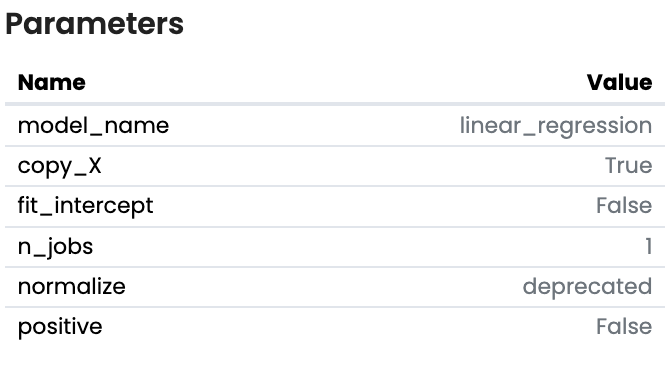 Parameters
Name Value
model_name linear_regression
copy_X True
fit_intercept False
n_jobs 1
normalize deprecated
positive False